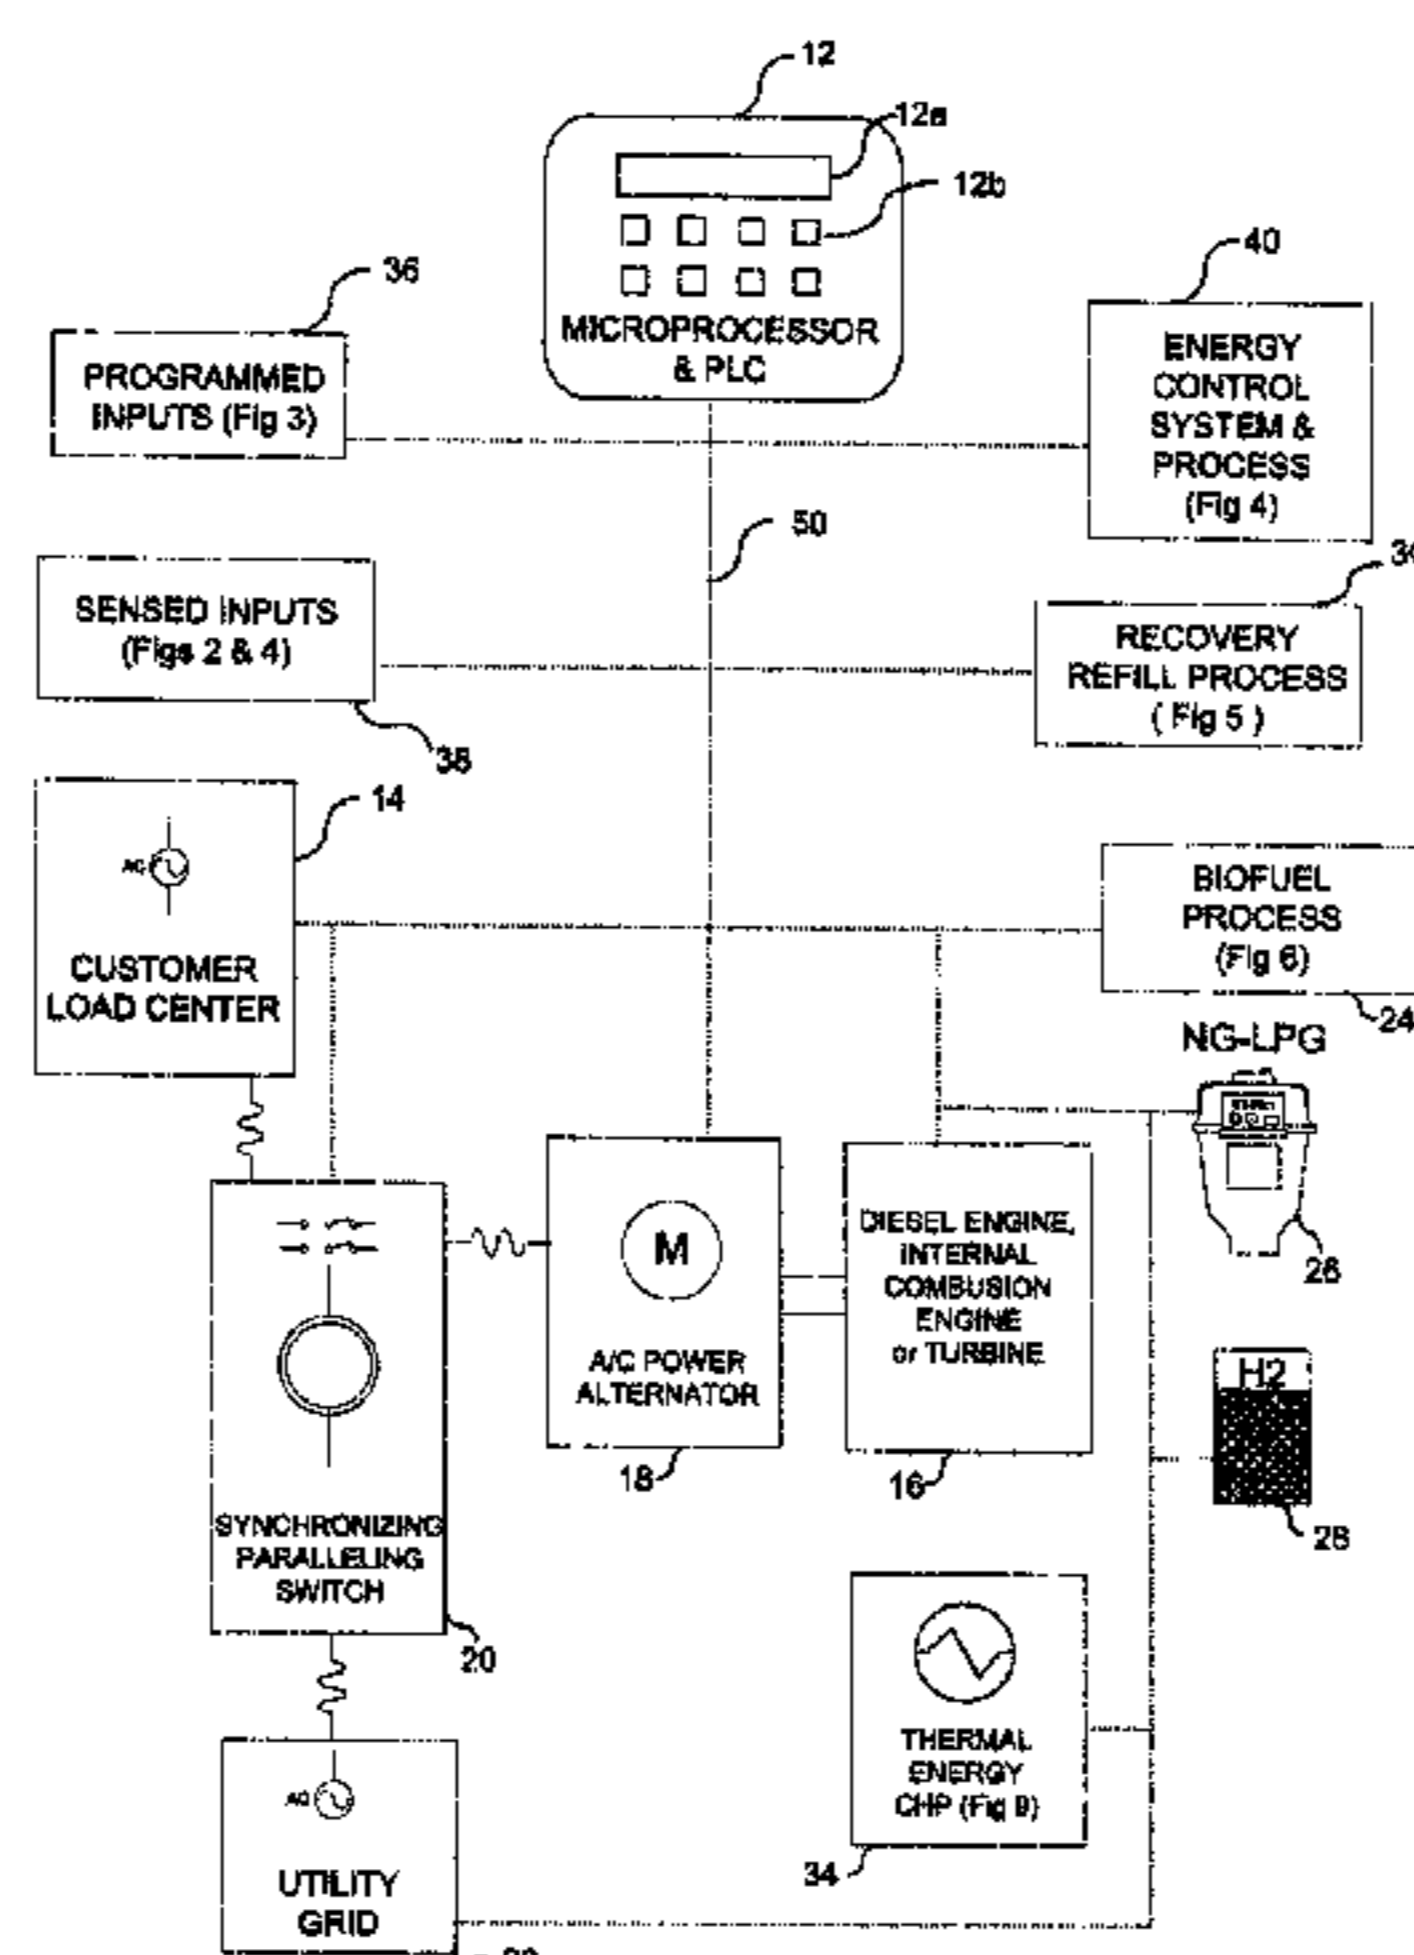 12
12a
12b
MICROPROCESSOR
& PLC
36
PROGRAMMED
INPUTS (Fig 3)
40
ENERGY
CONTROL
SYSTEM &
PROCESS
(Fig 4)
50
SENSED INPUTS
(Figs 2 & 4)
38
RECOVERY
REFILL PROCESS
( Fig 5 )
14
AC
CUSTOMER
LOAD CENTER
BIOFUEL
PROCESS
(Fig 6)
24
NG-LPG
26
M
A/C POWER
ALTERNATOR
18
DIESEL ENGINE,
INTERNAL
COMBUSION
ENGINE
or TURBINE
16
H2
28
SYNCHRONIZING
PARALLELING
SWITCH
20
THERMAL
ENERGY
CHP (Fig 9)
34
AC
UTILITY
GRID